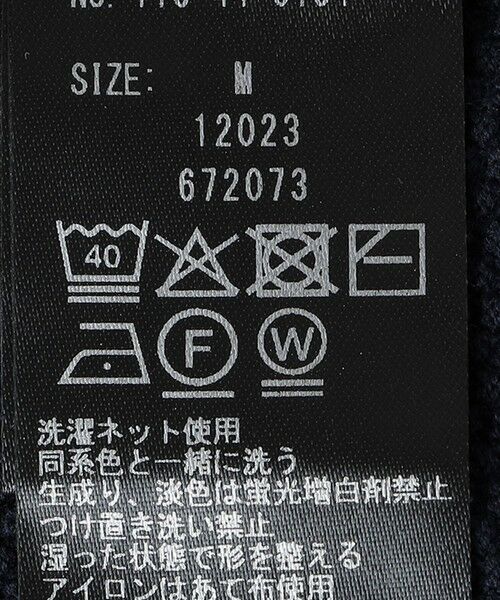 SIZE: M
12023
672073
40
F W
洗濯ネット使用
同系色と一緒に洗う
生成り、淡色は蛍光増白剤禁止
つけ置き洗い禁止
湿った状態で形を整える
アイロンはあて布使用